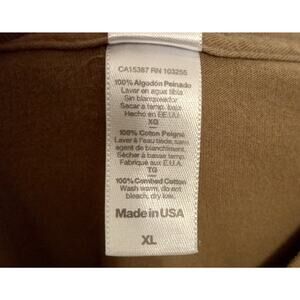 CA15387 RN 103255
100% Algodón Peinado
Lavar en agua tibia
Sin blanqueador
Secar a temp. baja
Hecho en EE.UU.
XG
100% Coton Peigné
Laver à l'eau tiède, sans
agent de blanchiment.
Sécher à basse temp.
Fabriqué aux É.U.
TG
100% Combed Cotton
Wash warm, do not
bleach, dry low.
Made in USA
XL